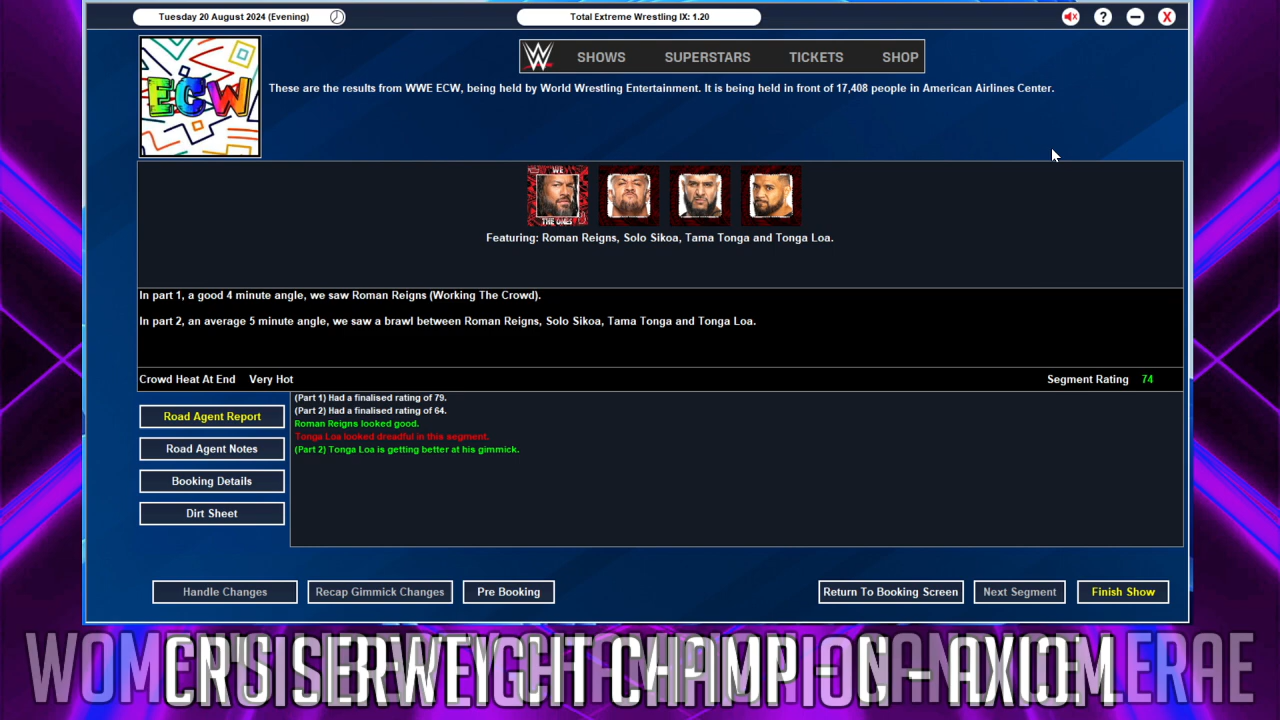 Tuesday 20 August 2024 (Evening)
Total Extreme Wrestling IX: 1.20
?
X
ECW
W
SHOWS
SUPERSTARS
TICKETS
SHOP
These are the results from WWE ECW, being held by World Wrestling Entertainment. It is being held in front of 17,408 people in American Airlines Center.
WE
THE ONES
Featuring: Roman Reigns, Solo Sikoa, Tama Tonga and Tonga Loa.
In part 1, a good 4 minute angle, we saw Roman Reigns (Working The Crowd).
In part 2, an average 5 minute angle, we saw a brawl between Roman Reigns, Solo Sikoa, Tama Tonga and Tonga Loa.
Crowd Heat At End Very Hot
Segment Rating 74
Road Agent Report
Road Agent Notes
Booking Details
Dirt Sheet
(Part 1) Had a finalised rating of 79.
(Part 2) Had a finalised rating of 64.
Roman Reigns looked good.
Tonga Loa looked dreadful in this segment.
(Part 2) Tonga Loa is getting better at his gimmick.
Handle Changes
Recap Gimmick Changes
Pre Booking
Return To Booking Screen
Next Segment
Finish Show
CRUISERWEYGHT CHAMPION - AXIOM